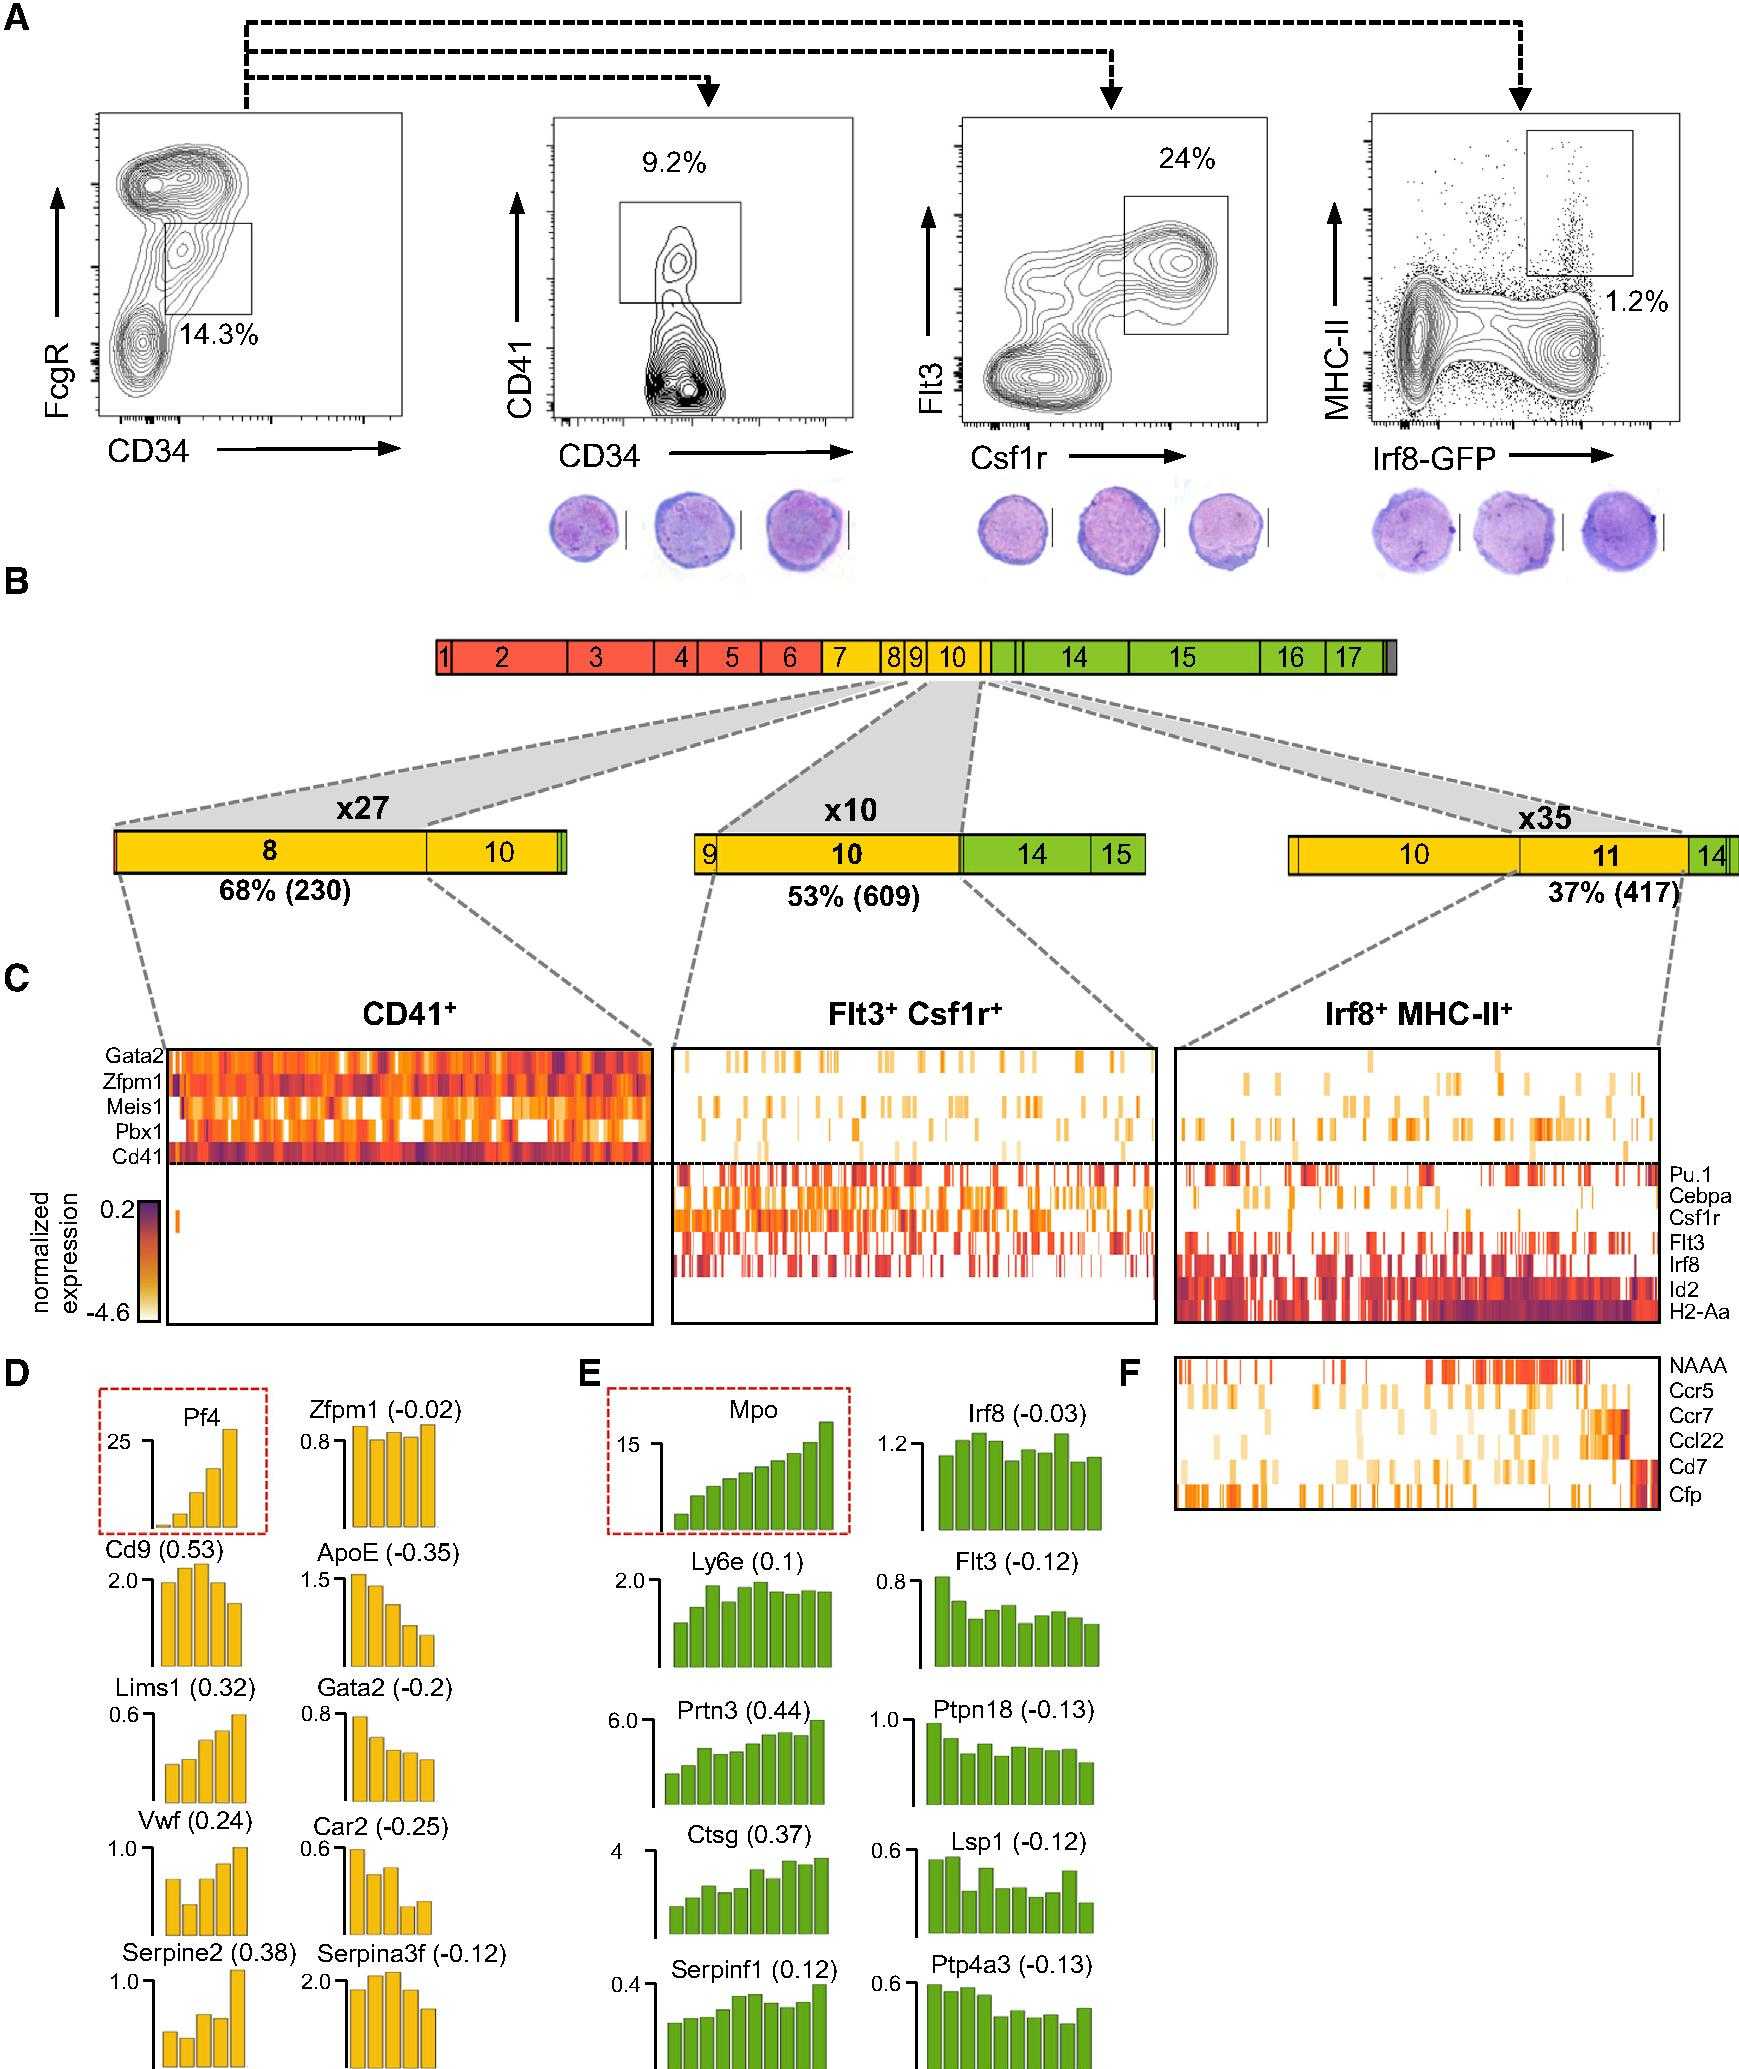 A
9.2%
24%
14.3%
1.2%
FcgR
CD41
Flt3
MHC-II
CD34
CD34
Csf1r
Irf8-GFP
B
1 2 3 4 5 6 7 8 9 10 14 15 16 17
x27
x10
x35
8 10
9 10 14 15
10 11 14
68% (230)
53% (609)
37% (417)
C
CD41+
Flt3+ Csf1r+
Irf8+ MHC-II+
Gata2
Zfpm1
Meis1
Pbx1
Cd41
normalized
expression
0.2
-4.6
Pu.1
Cebpa
Csf1r
Flt3
Irf8
Id2
H2-Aa
D
Pf4
25
Zfpm1 (-0.02)
0.8
Cd9 (0.53)
2.0
ApoE (-0.35)
1.5
Lims1 (0.32)
0.6
Gata2 (-0.2)
0.8
Vwf (0.24)
1.0
Car2 (-0.25)
0.6
Serpine2 (0.38)
1.0
Serpina3f (-0.12)
2.0
E
Mpo
15
Irf8 (-0.03)
1.2
Ly6e (0.1)
2.0
Flt3 (-0.12)
0.8
Prtn3 (0.44)
6.0
Ptpn18 (-0.13)
1.0
Ctsg (0.37)
4
Lsp1 (-0.12)
0.6
Serpinf1 (0.12)
0.4
Ptp4a3 (-0.13)
0.6
F
NAAA
Ccr5
Ccr7
Ccl22
Cd7
Cfp